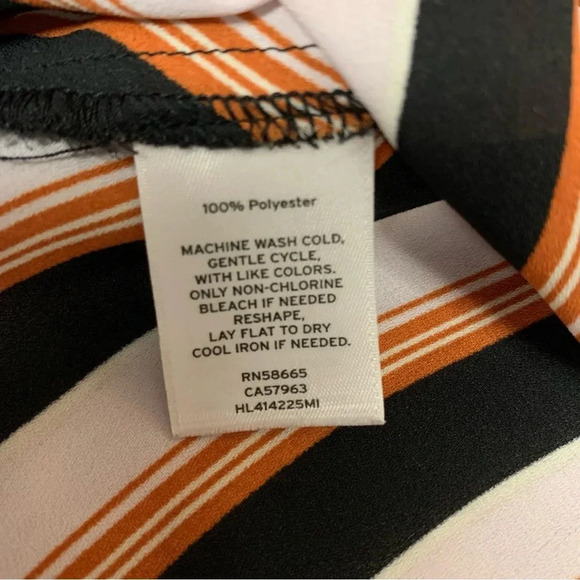 100% Polyester
MACHINE WASH COLD,
GENTLE CYCLE,
WITH LIKE COLORS.
ONLY NON-CHLORINE
BLEACH IF NEEDED
RESHAPE,
LAY FLAT TO DRY
COOL IRON IF NEEDED.
RN58665
CA57963
HL414225MI